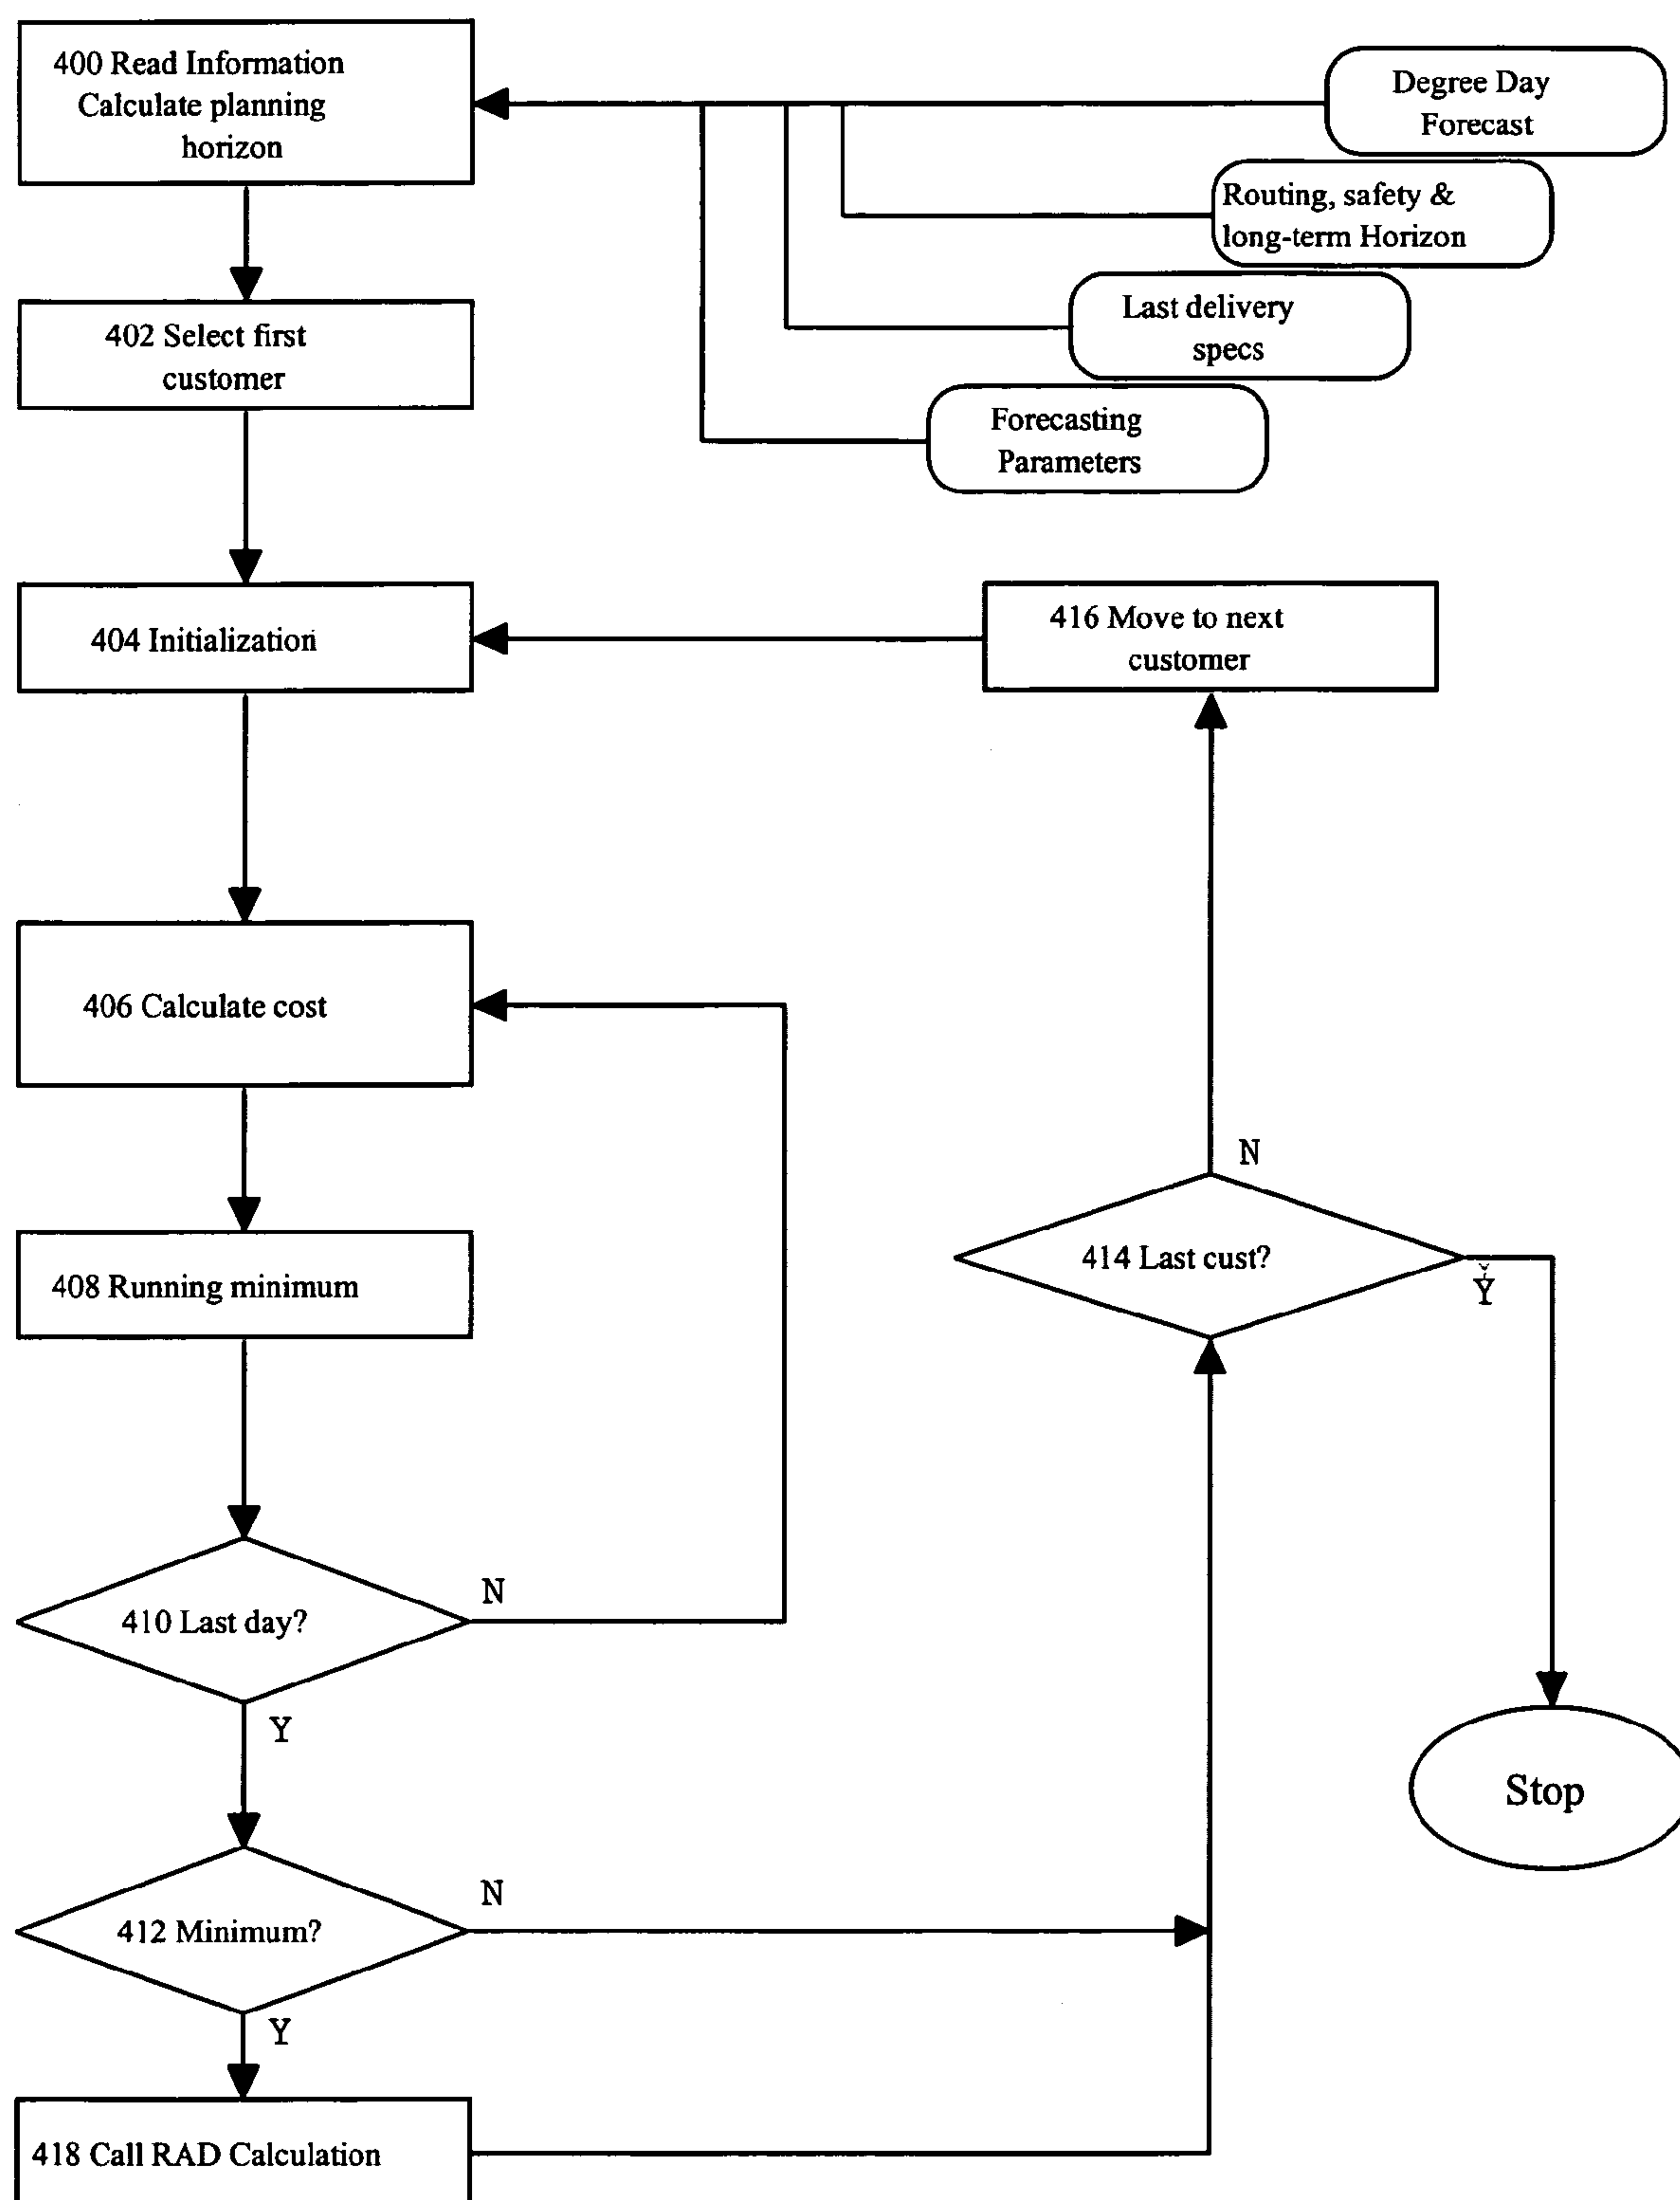 400 Read Information
Calculate planning
horizon
Degree Day
Forecast
Routing, safety &
long-term Horizon
Last delivery
specs
Forecasting
Parameters
402 Select first
customer
404 Initialization
416 Move to next
customer
406 Calculate cost
N
414 Last cust?
Y
408 Running minimum
410 Last day?
N
Y
Stop
412 Minimum?
N
Y
418 Call RAD Calculation